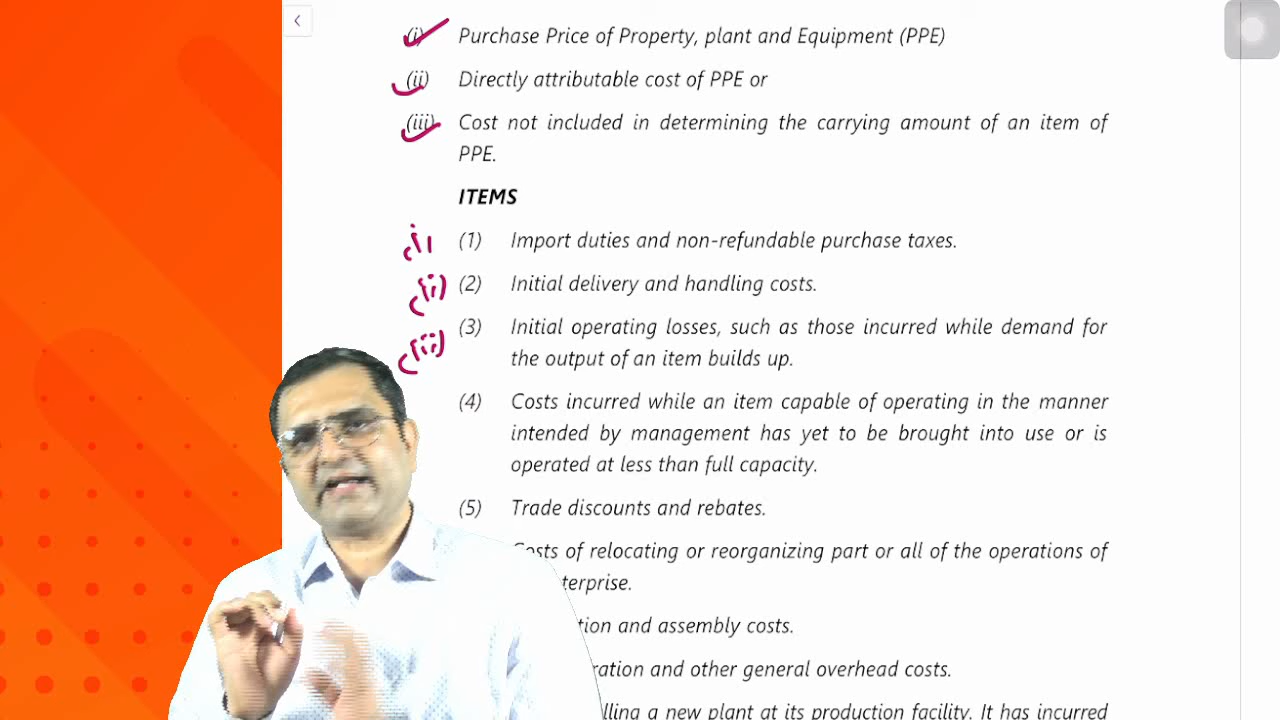 (i) Purchase Price of Property, plant and Equipment (PPE)
(ii) Directly attributable cost of PPE or
(iii) Cost not included in determining the carrying amount of an item of
PPE.
ITEMS
(i) (1) Import duties and non-refundable purchase taxes.
(ii) (2) Initial delivery and handling costs.
(iii) (3) Initial operating losses, such as those incurred while demand for
the output of an item builds up.
(4) Costs incurred while an item capable of operating in the manner
intended by management has yet to be brought into use or is
operated at less than full capacity.
(5) Trade discounts and rebates.
Costs of relocating or reorganizing part or all of the operations of
terprise.
tion and assembly costs.
ration and other general overhead costs.
lling a new plant at its production facility. It has incurred